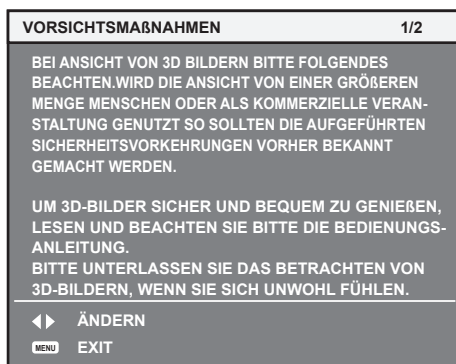 VORSICHTSMAßNAHMEN 1/2
BEI ANSICHT VON 3D BILDERN BITTE FOLGENDES
BEACHTEN.WIRD DIE ANSICHT VON EINER GRÖßEREN
MENGE MENSCHEN ODER ALS KOMMERZIELLE VERAN-
STALTUNG GENUTZT SO SOLLTEN DIE AUFGEFÜHRTEN
SICHERHEITSVORKEHRUNGEN VORHER BEKANNT
GEMACHT WERDEN.
UM 3D-BILDER SICHER UND BEQUEM ZU GENIEßEN,
LESEN UND BEACHTEN SIE BITTE DIE BEDIENUNGS-
ANLEITUNG.
BITTE UNTERLASSEN SIE DAS BETRACHTEN VON
3D-BILDERN, WENN SIE SICH UNWOHL FÜHLEN.
ÄNDERN
MENU EXIT